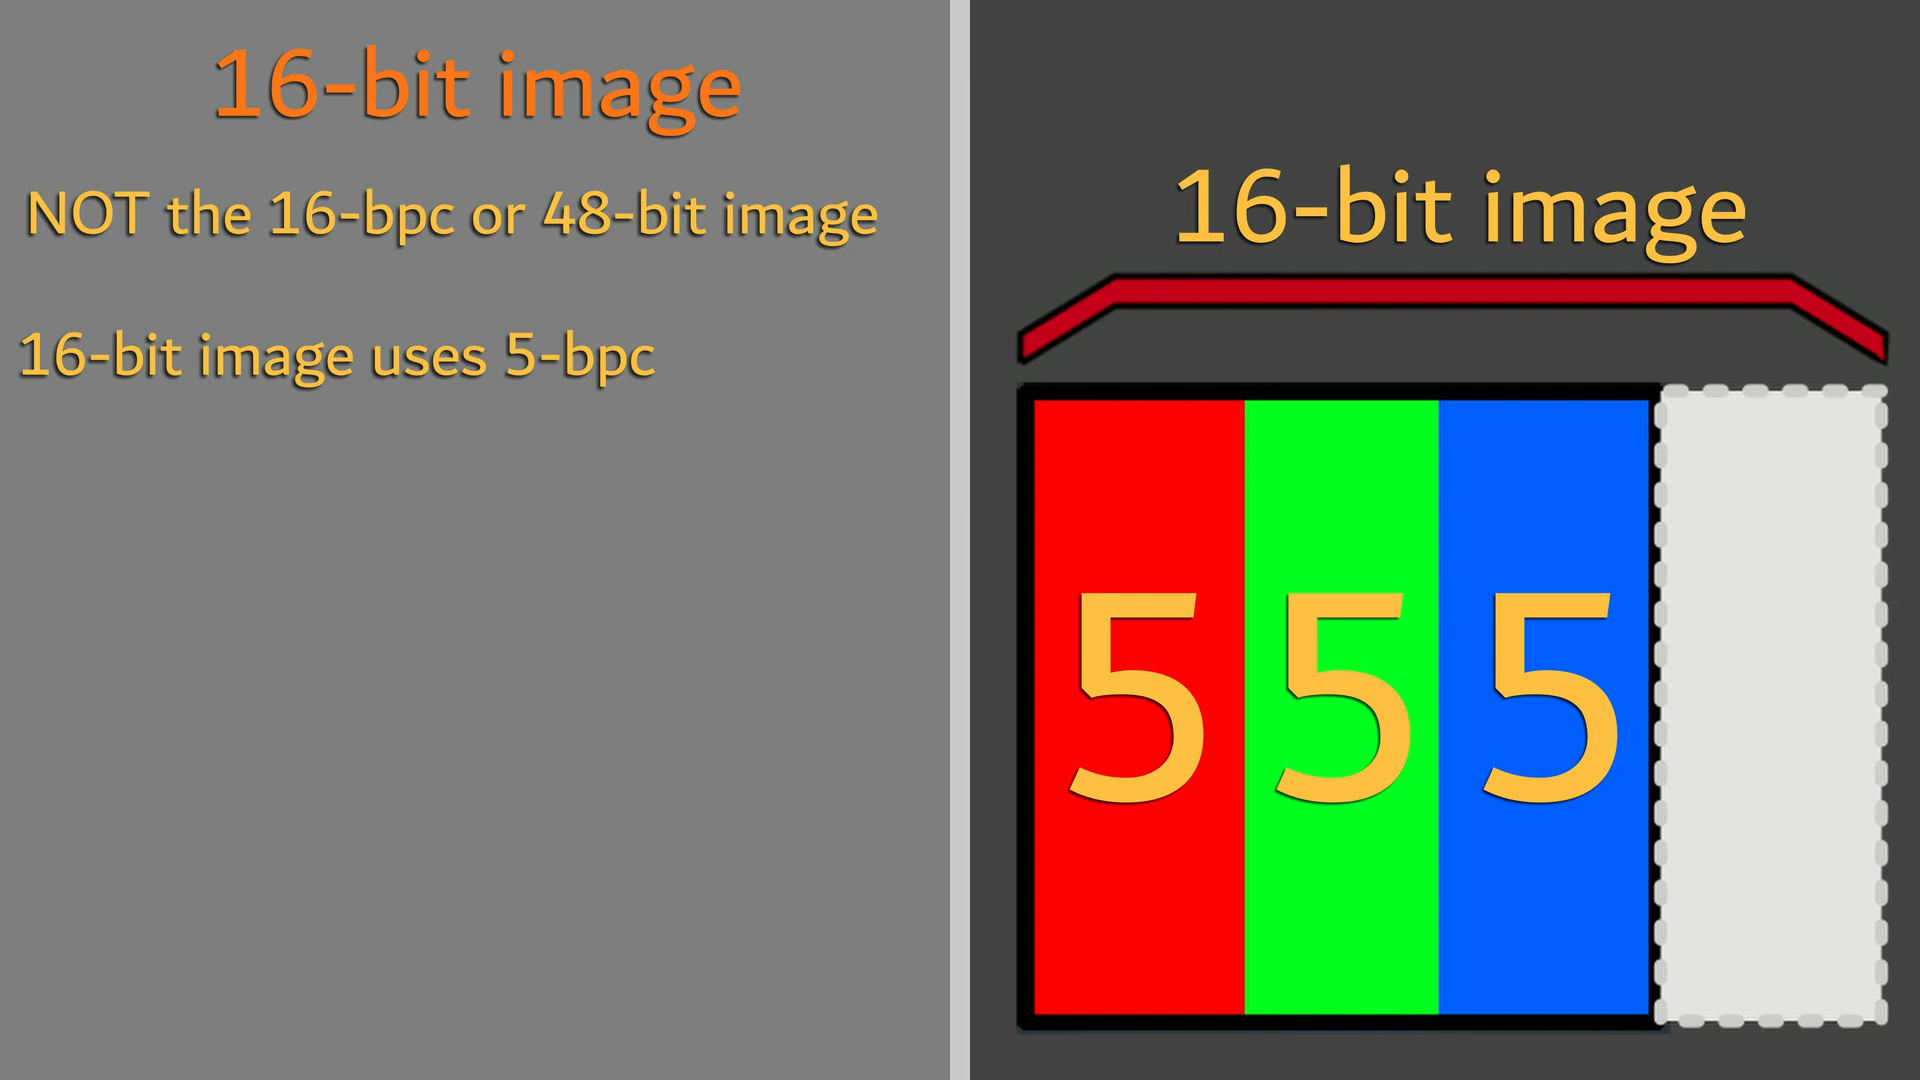 16-bit image
NOT the 16-bpc or 48-bit image
16-bit image uses 5-bpc
16-bit image
5 5 5